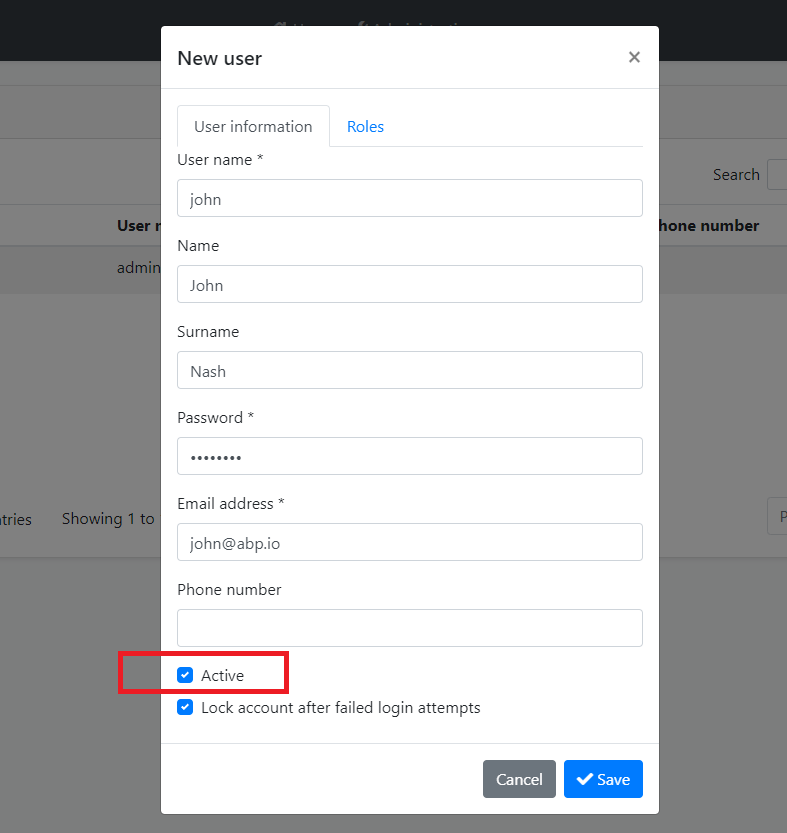 New user
×
User information
Roles
User name *
john
Search
Name
User
hone number
admin
John
Surname
Nash
Password *
••••••••
Email address *
tries
Showing 1 to
john@abp.io
Phone number
Active
Lock account after failed login attempts
Cancel
Save